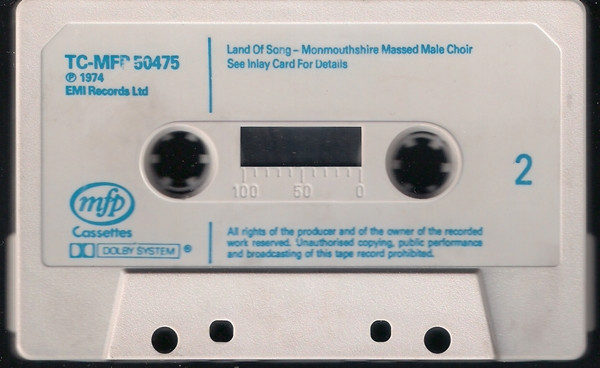 TC-MFP 50475
Ⓟ 1974
EMI Records Ltd
Land Of Song – Monmouthshire Massed Male Choir
See Inlay Card For Details
100 50 0
2
mfp
Cassettes
DOLBY SYSTEM ®
All rights of the producer and of the owner of the recorded
work reserved. Unauthorised copying, public performance
and broadcasting of this tape record prohibited.